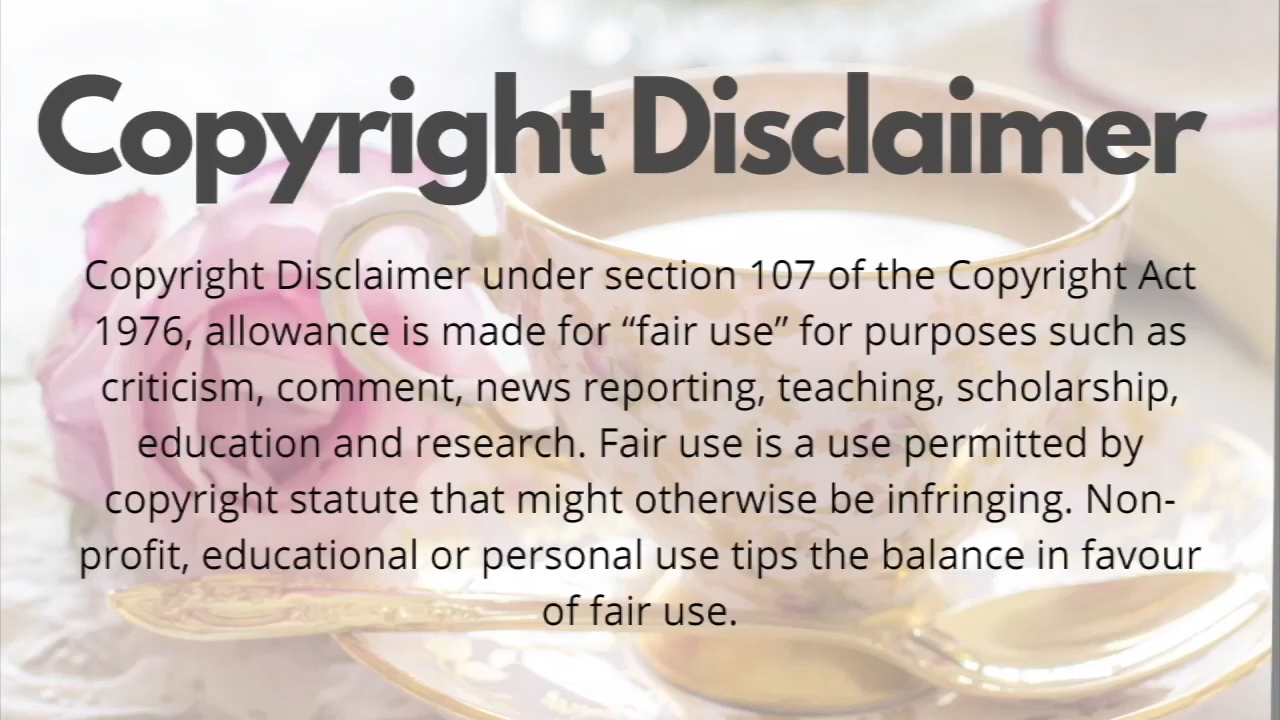 Copyright Disclaimer
Copyright Disclaimer under section 107 of the Copyright Act
1976, allowance is made for “fair use” for purposes such as
criticism, comment, news reporting, teaching, scholarship,
education and research. Fair use is a use permitted by
copyright statute that might otherwise be infringing. Non-
profit, educational or personal use tips the balance in favour
of fair use.